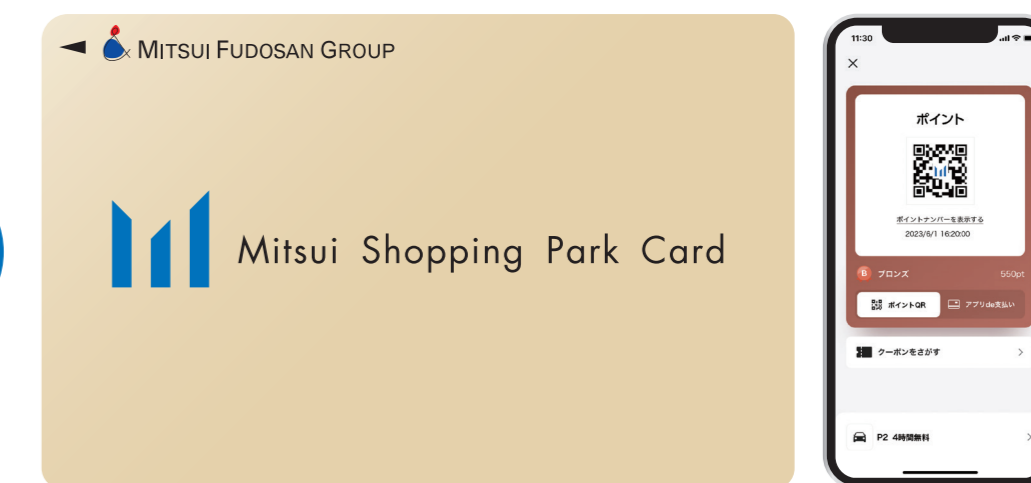 MITSUI FUDOSAN GROUP
Mitsui Shopping Park Card
11:30
ポイント
ポイントナンバーを表示する
2023/6/1 16:20:00
B ブロンズ 550pt
ポイントQR アプリde支払い
クーポンをさがす
P2 4時間無料